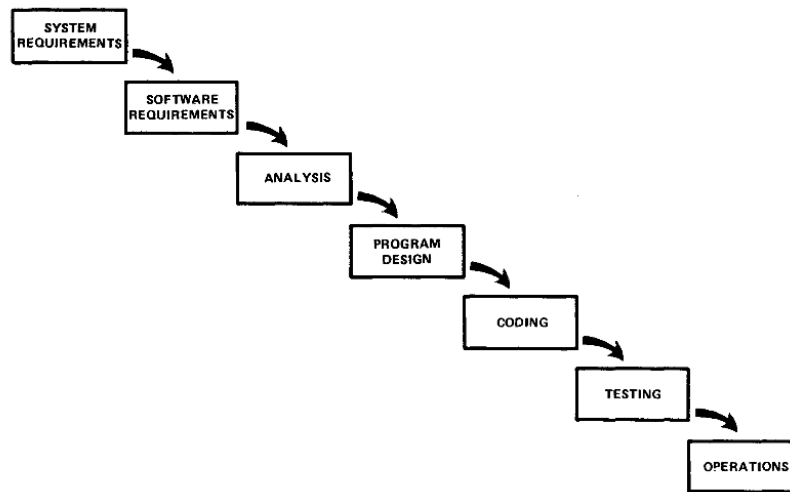 SYSTEM
REQUIREMENTS
SOFTWARE
REQUIREMENTS
ANALYSIS
PROGRAM
DESIGN
CODING
TESTING
OPERATIONS